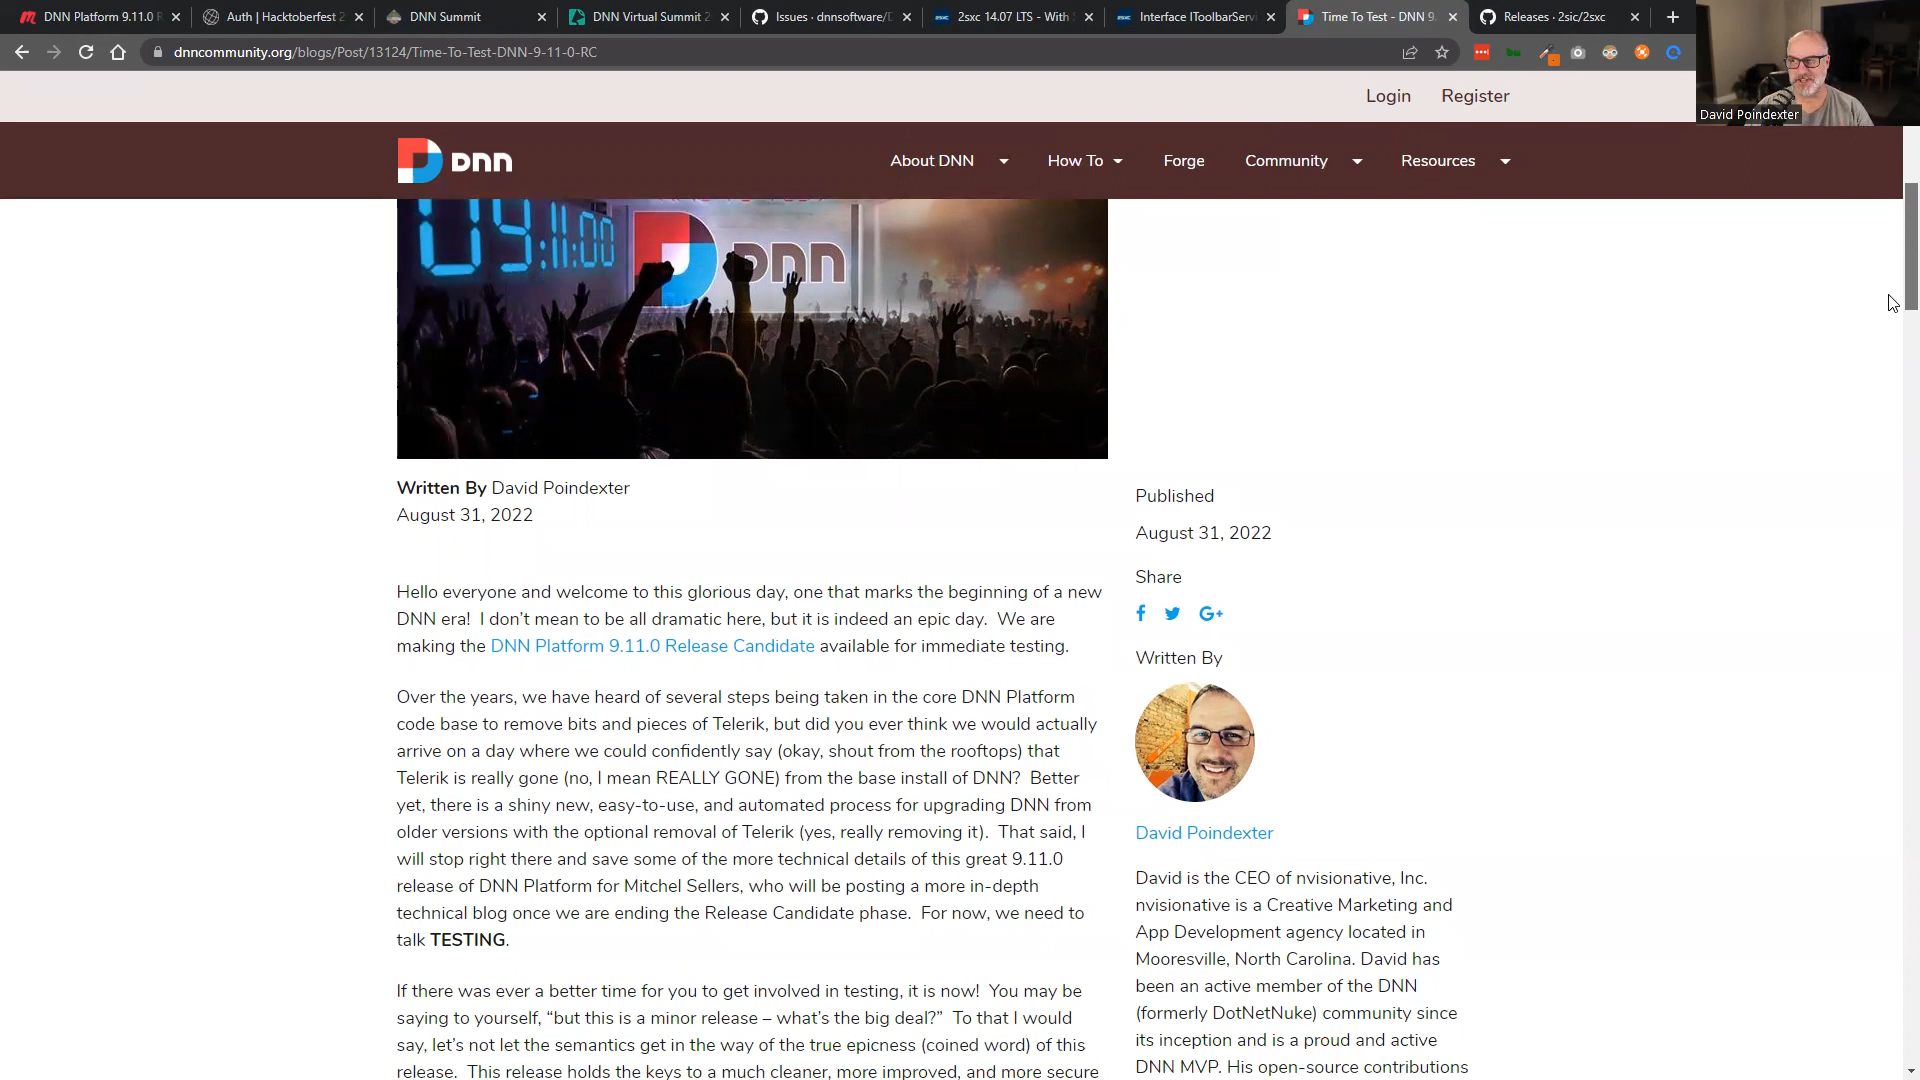 DNN Platform 9.11.0 R
Auth | Hacktoberfest 2
DNN Summit
DNN Virtual Summit 2
Issues · dnnsoftware/D
2sxc 14.07 LTS - With
Interface IToolbarServi
Time To Test - DNN 9.
Releases · 2sic/2sxc
dnncommunity.org/blogs/Post/13124/Time-To-Test-DNN-9-11-0-RC
David Poindexter
Login Register
DNN
About DNN How To Forge Community Resources
09:11:00
DNN
Written By David Poindexter
August 31, 2022
Hello everyone and welcome to this glorious day, one that marks the beginning of a new
DNN era! I don't mean to be all dramatic here, but it is indeed an epic day. We are
making the DNN Platform 9.11.0 Release Candidate available for immediate testing.
Over the years, we have heard of several steps being taken in the core DNN Platform
code base to remove bits and pieces of Telerik, but did you ever think we would actually
arrive on a day where we could confidently say (okay, shout from the rooftops) that
Telerik is really gone (no, I mean REALLY GONE) from the base install of DNN? Better
yet, there is a shiny new, easy-to-use, and automated process for upgrading DNN from
older versions with the optional removal of Telerik (yes, really removing it). That said, I
will stop right there and save some of the more technical details of this great 9.11.0
release of DNN Platform for Mitchel Sellers, who will be posting a more in-depth
technical blog once we are ending the Release Candidate phase. For now, we need to
talk TESTING.
If there was ever a better time for you to get involved in testing, it is now! You may be
saying to yourself, “but this is a minor release – what's the big deal?” To that I would
say, let's not let the semantics get in the way of the true epicness (coined word) of this
release. This release holds the keys to a much cleaner, more improved, and more secure
Published
August 31, 2022
Share
G+
Written By
David Poindexter
David is the CEO of nvisionative, Inc.
nvisionative is a Creative Marketing and
App Development agency located in
Mooresville, North Carolina. David has
been an active member of the DNN
(formerly DotNetNuke) community since
its inception and is a proud and active
DNN MVP. His open-source contributions